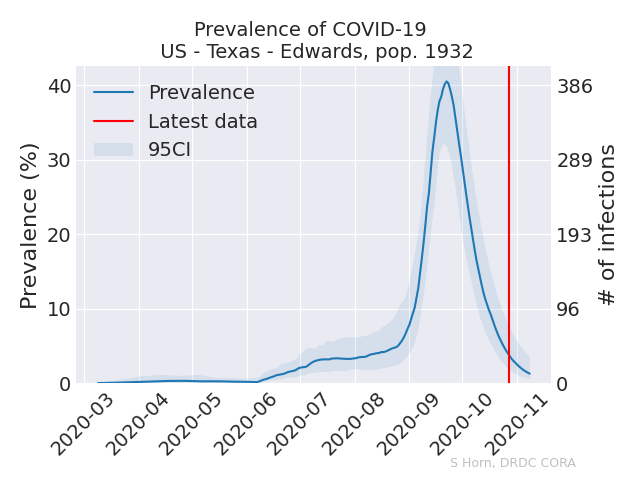 Prevalence of COVID-19
US - Texas - Edwards, pop. 1932
Prevalence
Latest data
95CI
Prevalence (%)
40
30
20
10
0
# of infections
386
289
193
96
0
2020-03
2020-04
2020-05
2020-06
2020-07
2020-08
2020-09
2020-10
2020-11
S Horn, DRDC CORA